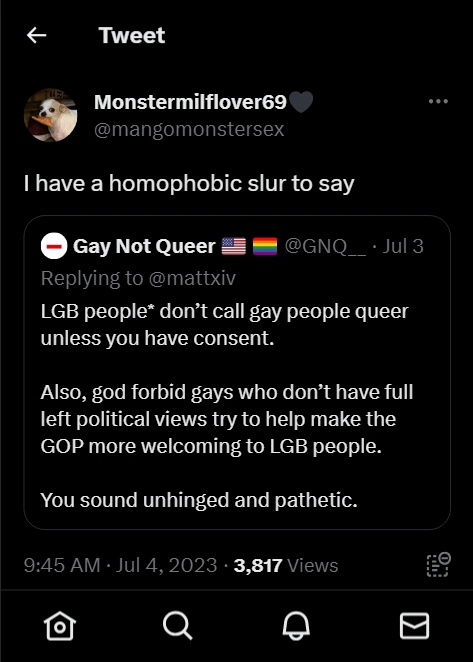 Tweet
Monstermilflover69🖤
@mangomonstersex
I have a homophobic slur to say
Gay Not Queer 🇺🇸 🏳️‍🌈 @GNQ__ · Jul 3
Replying to @mattxiv
LGB people* don’t call gay people queer
unless you have consent.
Also, god forbid gays who don’t have full
left political views try to help make the
GOP more welcoming to LGB people.
You sound unhinged and pathetic.
9:45 AM · Jul 4, 2023 · 3,817 Views